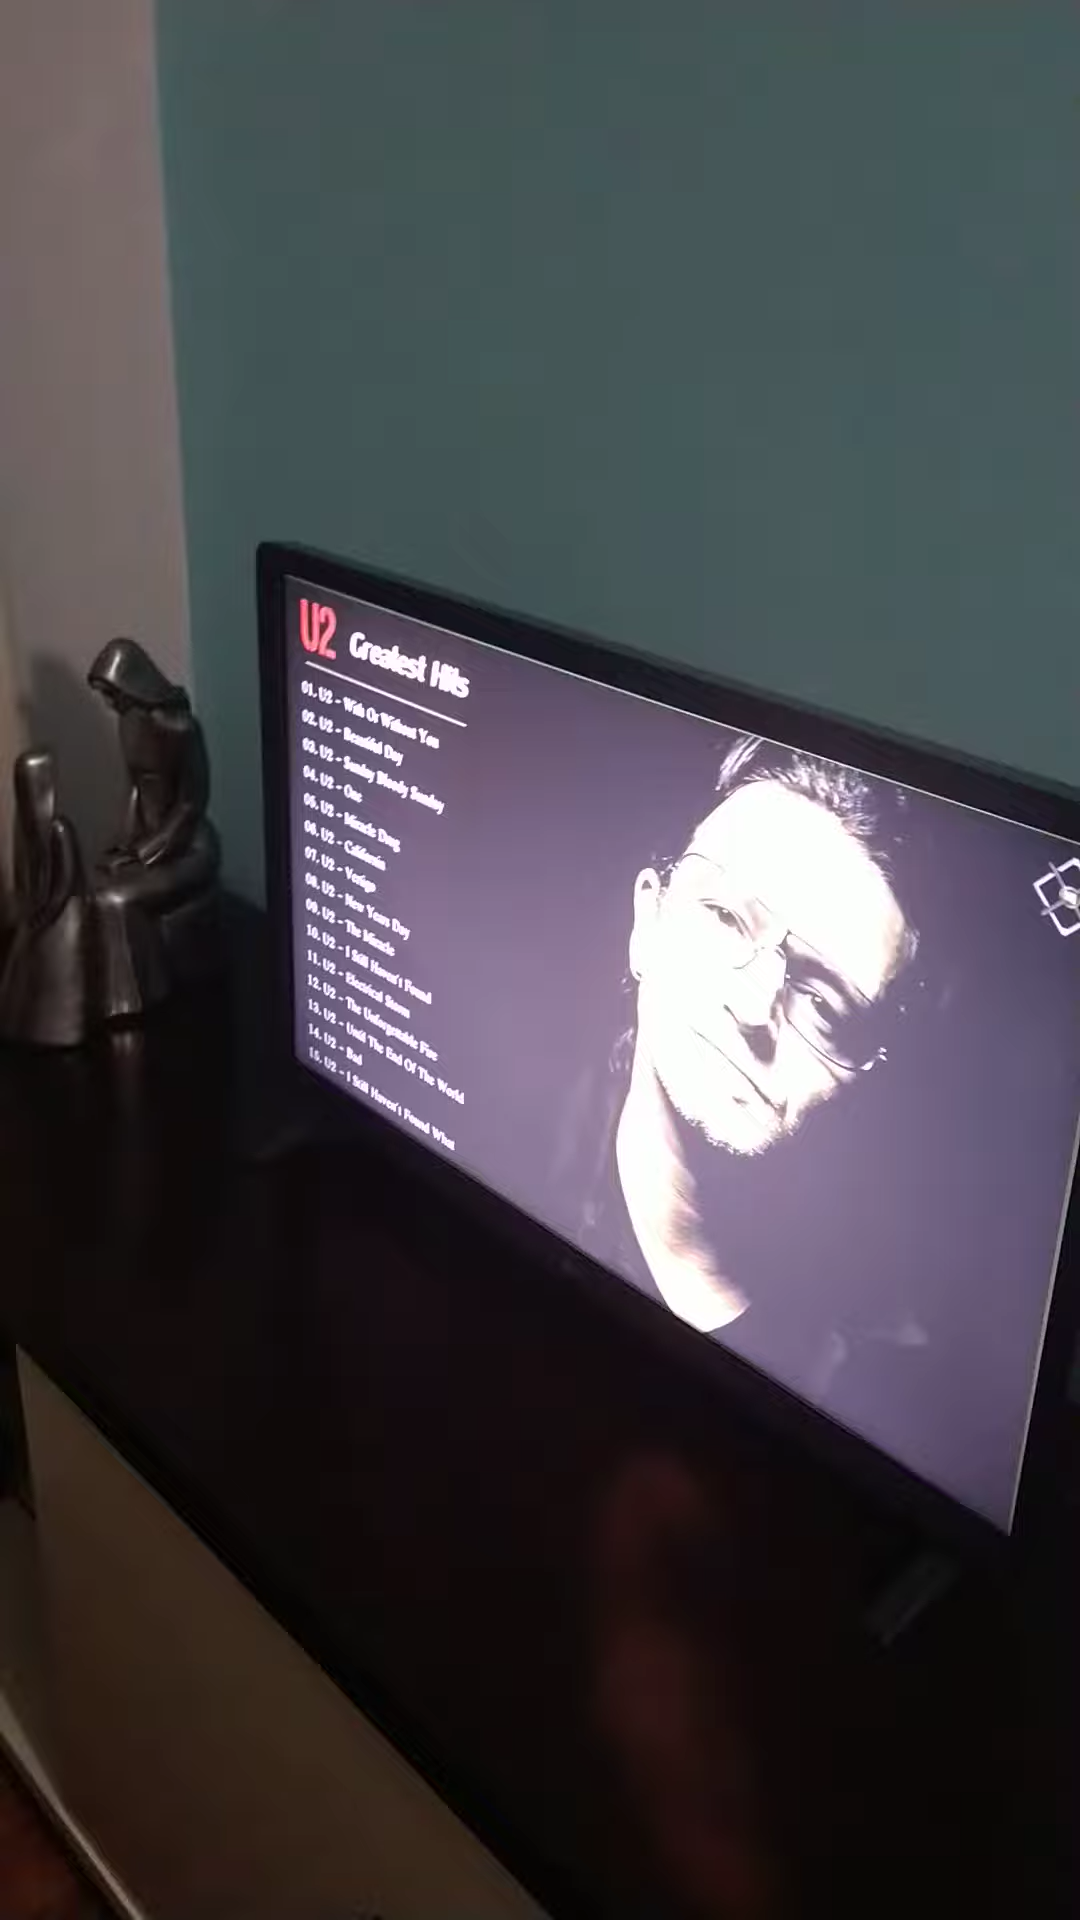 U2 Greatest Hits
01. U2 - With Or Without You
02. U2 - Beautiful Day
03. U2 - Sunday Bloody Sunday
04. U2 - One
05. U2 - Miracle Drug
06. U2 - California
07. U2 - Vertigo
08. U2 - New Years Day
09. U2 - The Miracle
10. U2 - I Still Haven't Found
11. U2 - Electrical Storm
12. U2 - The Unforgettable Fire
13. U2 - Until The End Of The World
14. U2 - Bad
15. U2 - I Still Haven't Found What